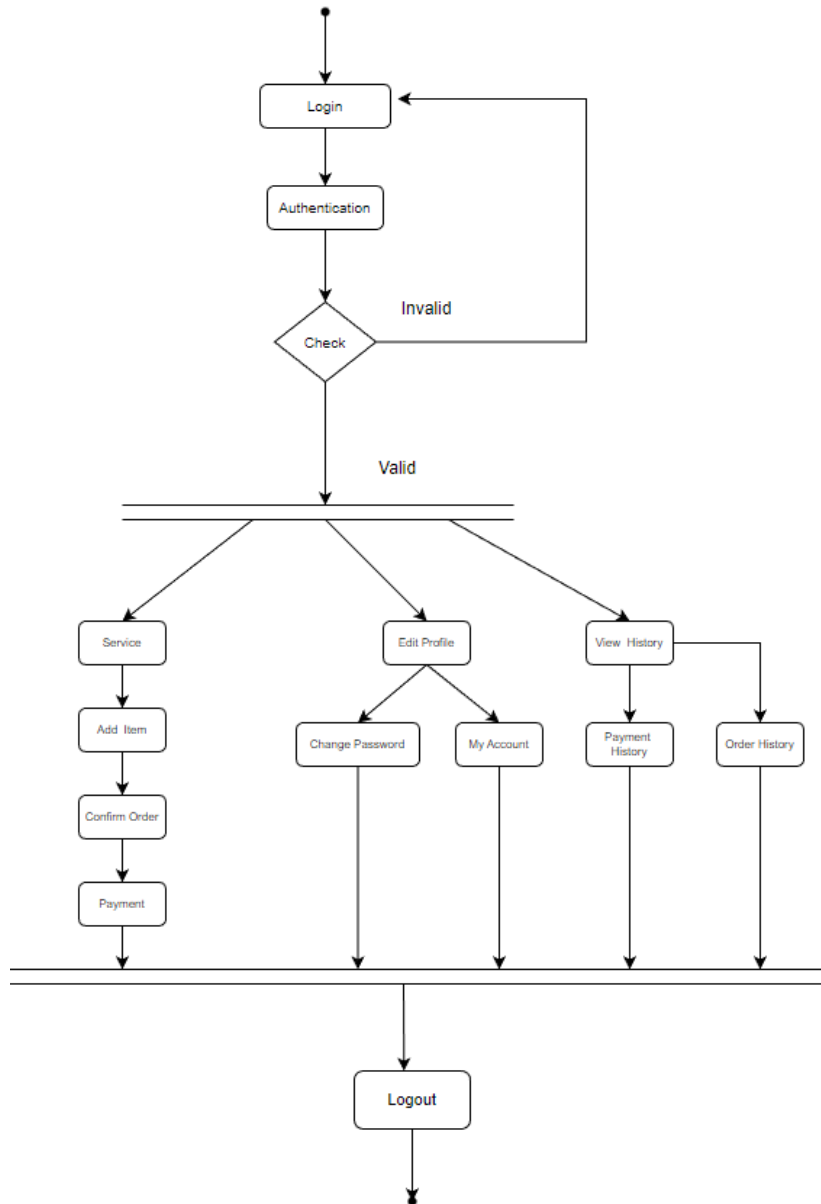 Login
Authentication
Invalid
Check
Valid
Service
Edit Profile
View History
Add Item
Change Password
My Account
Payment
History
Order History
Confirm Order
Payment
Logout